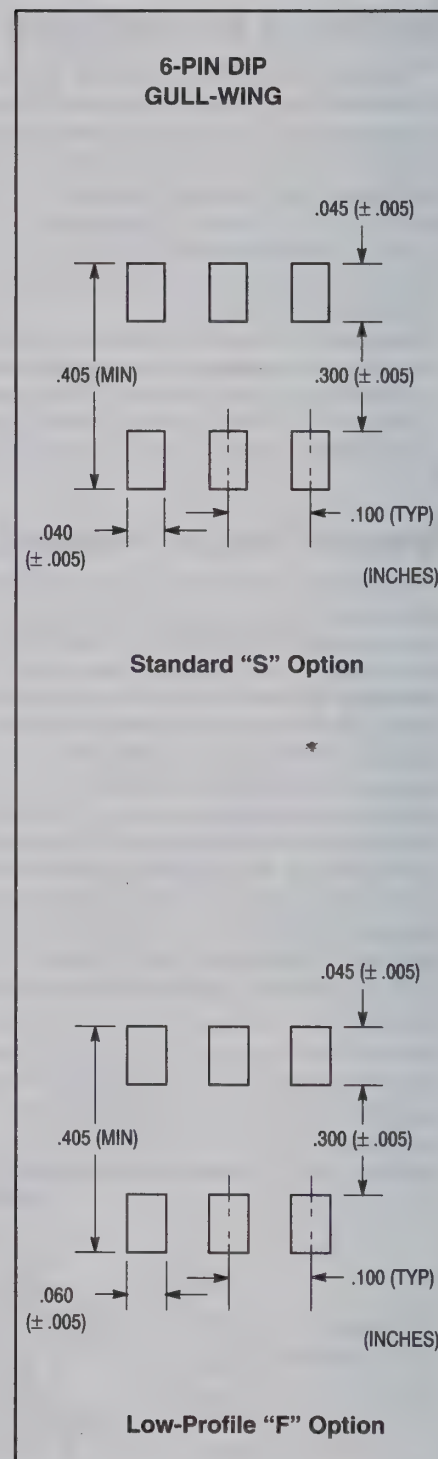 6-PIN DIP
GULL-WING
.045 (± .005)
.405 (MIN)
.300 (± .005)
.040
(± .005)
.100 (TYP)
(INCHES)
Standard “S” Option
.045 (± .005)
.405 (MIN)
.300 (± .005)
.060
(± .005)
.100 (TYP)
(INCHES)
Low-Profile “F” Option